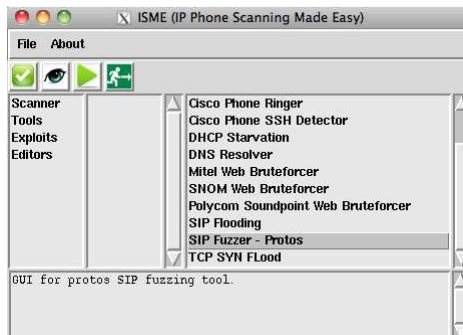 ISME (IP Phone Scanning Made Easy)
File About
Scanner
Tools
Exploits
Editors
Cisco Phone Ringer
Cisco Phone SSH Detector
DHCP Starvation
DNS Resolver
Mitel Web Bruteforcer
SNOM Web Bruteforcer
Polycom Soundpoint Web Bruteforcer
SIP Flooding
SIP Fuzzer - Protos
TCP SYN FLood
GUI for protos SIP fuzzing tool.